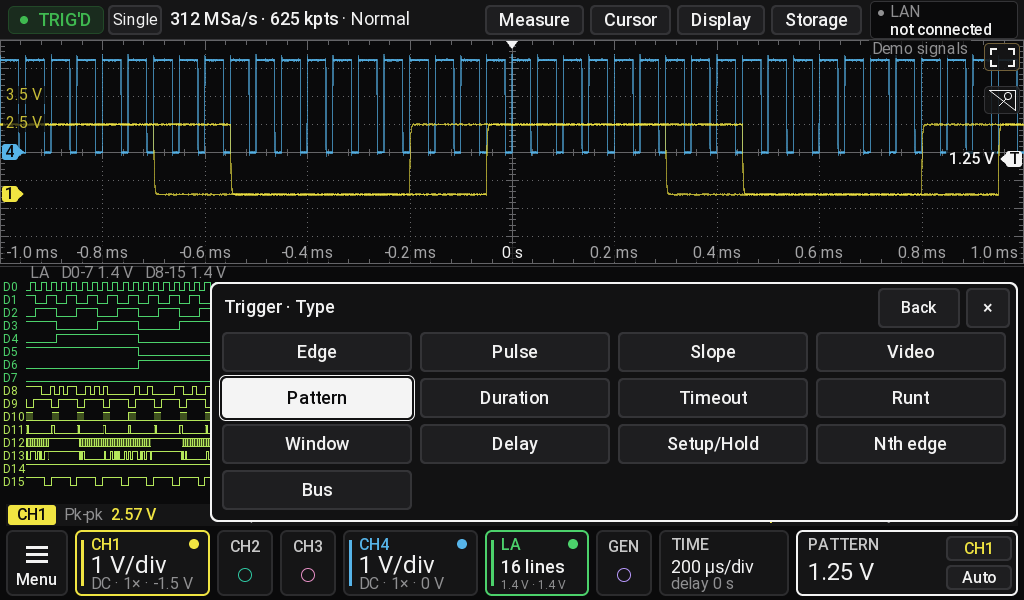 TRIG'D Single 312 MSa/s · 625 kpts · Normal Measure Cursor Display Storage LAN
not connected
Demo signals
3.5 V
2.5 V
4
1.25 V T
1
-1.0 ms -0.8 ms -0.6 ms -0.4 ms -0.2 ms 0 s 0.2 ms 0.4 ms 0.6 ms 0.8 ms 1.0 ms
LA D0-7 1.4 V D8-15 1.4 V
D0
D1
D2
D3
D4
D5
D6
D7
D8
D9
D10
D11
D12
D13
D14
D15
Trigger · Type Back ×
Edge Pulse Slope Video
Pattern Duration Timeout Runt
Window Delay Setup/Hold Nth edge
Bus
CH1 Pk-pk 2.57 V
Menu
CH1
1 V/div
DC · 1× · -1.5 V
CH2
CH3
CH4
1 V/div
DC · 1× · 0 V
LA
16 lines
1.4 V · 1.4 V
GEN
TIME
200 µs/div
delay 0 s
PATTERN
1.25 V
CH1
Auto